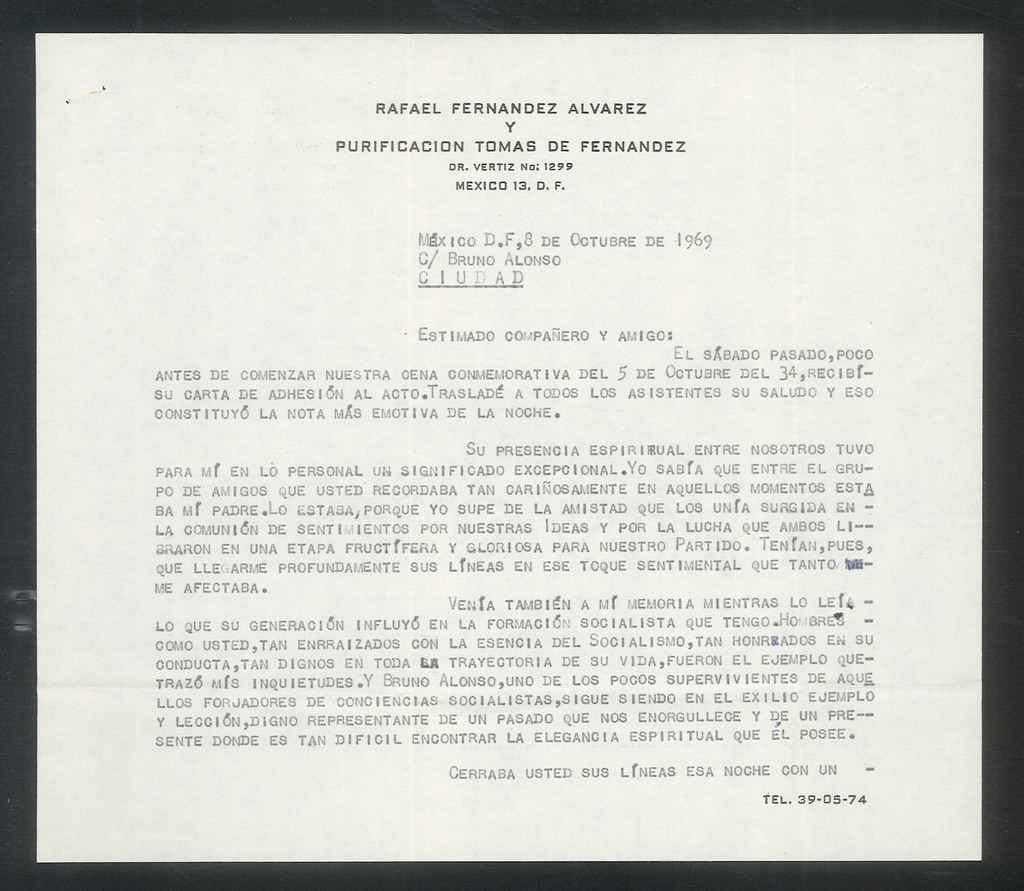 RAFAEL FERNANDEZ ALVAREZ
Y
PURIFICACION TOMAS DE FERNANDEZ
DR. VERTIZ No: 1299
MEXICO 13, D. F.
MÉXICO D.F,8 DE OCTUBRE DE 1969
C/ BRUNO ALONSO
CIUDAD
ESTIMADO COMPAÑERO Y AMIGO:
EL SÁBADO PASADO,POCO
ANTES DE COMENZAR NUESTRA CENA CONMEMORATIVA DEL 5 DE OCTUBRE DEL 34,RECIBÍ-
SU CARTA DE ADHESIÓN AL ACTO.TRASLADÉ A TODOS LOS ASISTENTES SU SALUDO Y ESO
CONSTITUYÓ LA NOTA MÁS EMOTIVA DE LA NOCHE.
SU PRESENCIA ESPIRITUAL ENTRE NOSOTROS TUVO
PARA MÍ EN LO PERSONAL UN SIGNIFICADO EXCEPCIONAL.YO SABÍA QUE ENTRE EL GRU-
PO DE AMIGOS QUE USTED RECORDABA TAN CARIÑOSAMENTE EN AQUELLOS MOMENTOS ESTA
BA MÍ PADRE.LO ESTABA,PORQUE YO SUPE DE LA AMISTAD QUE LOS UNÍA SURGIDA EN -
LA COMUNIÓN DE SENTIMIENTOS POR NUESTRAS IDEAS Y POR LA LUCHA QUE AMBOS LI--
BRARON EN UNA ETAPA FRUCTÍFERA Y GLORIOSA PARA NUESTRO PARTIDO. TENÍAN,PUES,
QUE LLEGARME PROFUNDAMENTE SUS LÍNEAS EN ESE TOQUE SENTIMENTAL QUE TANTO -
ME AFECTABA.
VENÍA TAMBIÉN A MÍ MEMORIA MIENTRAS LO LEÍA -
LO QUE SU GENERACIÓN INFLUYÓ EN LA FORMACIÓN SOCIALISTA QUE TENGO.HOMBRES -
COMO USTED,TAN ENRRAIZADOS CON LA ESENCIA DEL SOCIALISMO,TAN HONRRADOS EN SU
CONDUCTA,TAN DIGNOS EN TODA LA TRAYECTORIA DE SU VIDA,FUERON EL EJEMPLO QUE-
TRAZÓ MÍS INQUIETUDES.Y BRUNO ALONSO,UNO DE LOS POCOS SUPERVIVIENTES DE AQUE
LLOS FORJADORES DE CONCIENCIAS SOCIALISTAS,SIGUE SIENDO EN EL EXILIO EJEMPLO
Y LECCIÓN,DIGNO REPRESENTANTE DE UN PASADO QUE NOS ENORGULLECE Y DE UN PRE--
SENTE DONDE ES TAN DIFICIL ENCONTRAR LA ELEGANCIA ESPIRITUAL QUE ÉL POSEE.
CERRABA USTED SUS LÍNEAS ESA NOCHE CON UN -
TEL. 39-05-74